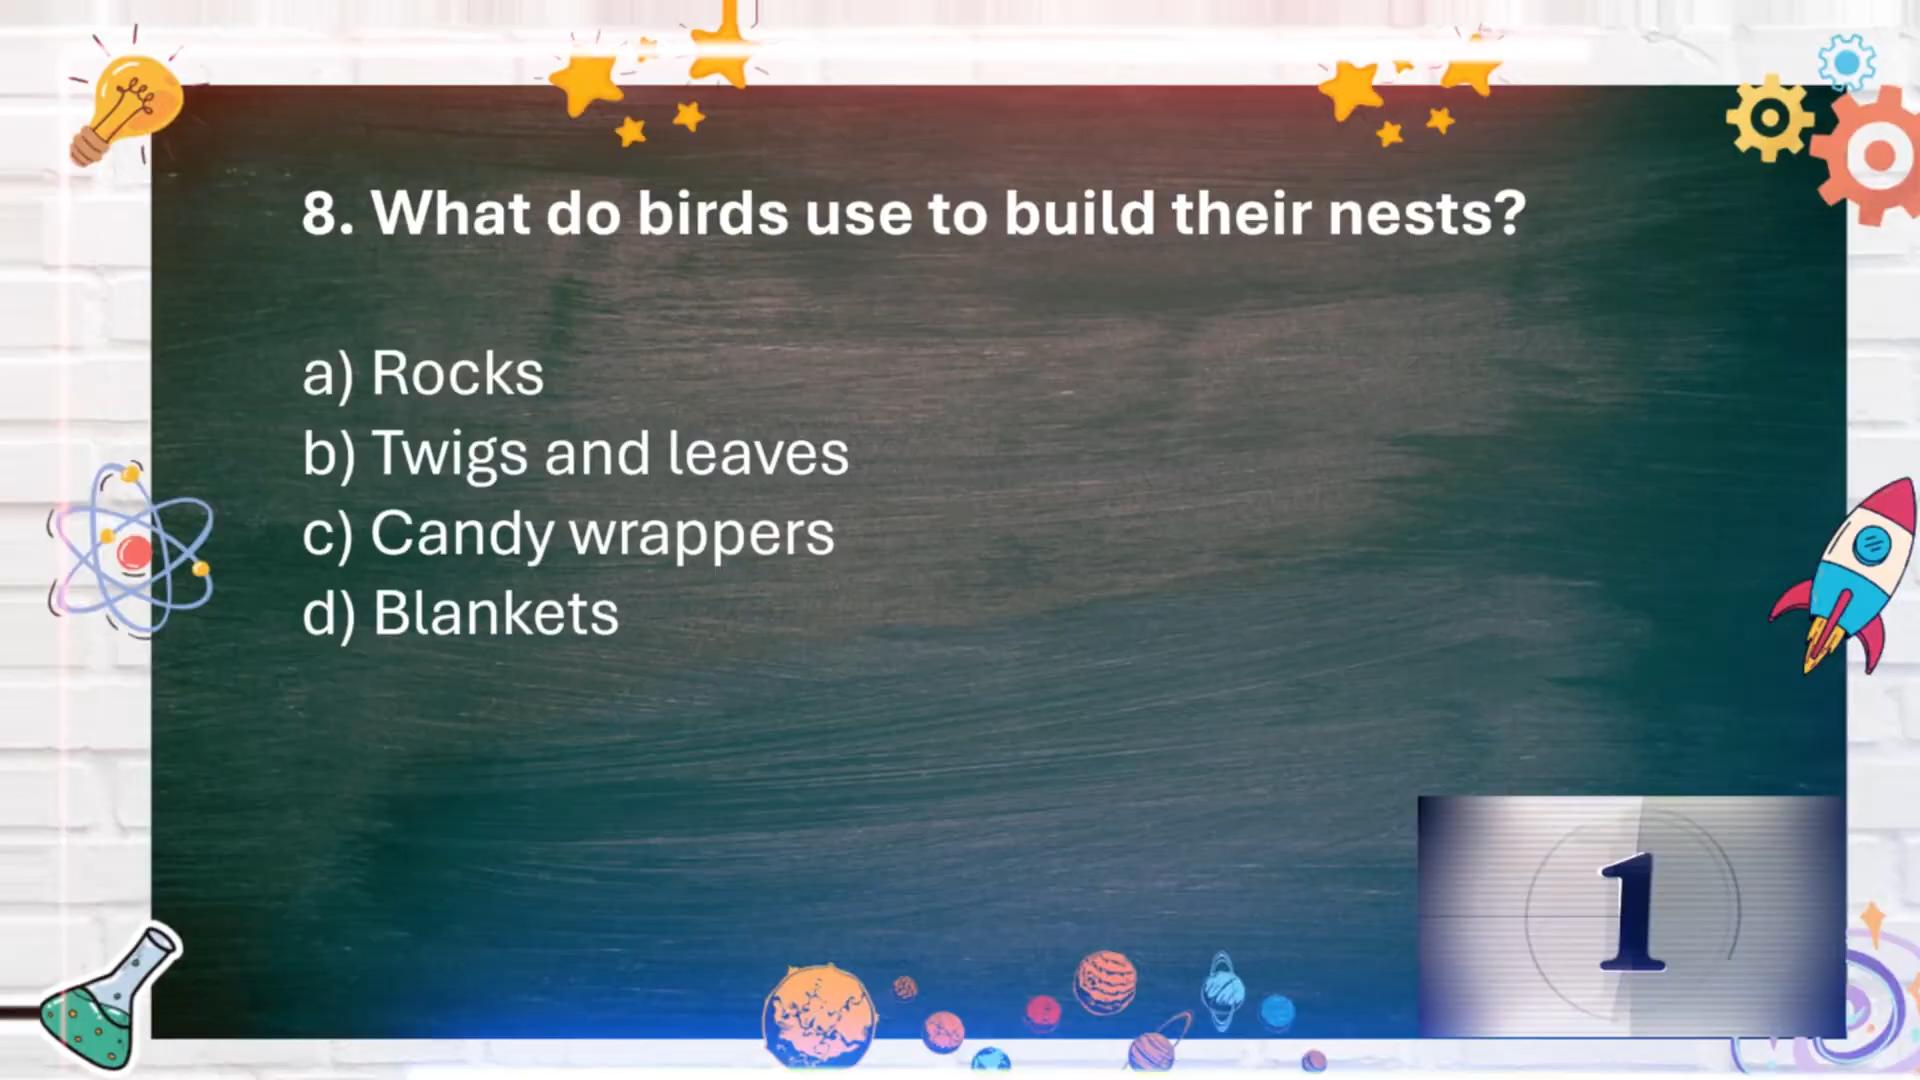 8. What do birds use to build their nests?
a) Rocks
b) Twigs and leaves
c) Candy wrappers
d) Blankets
1